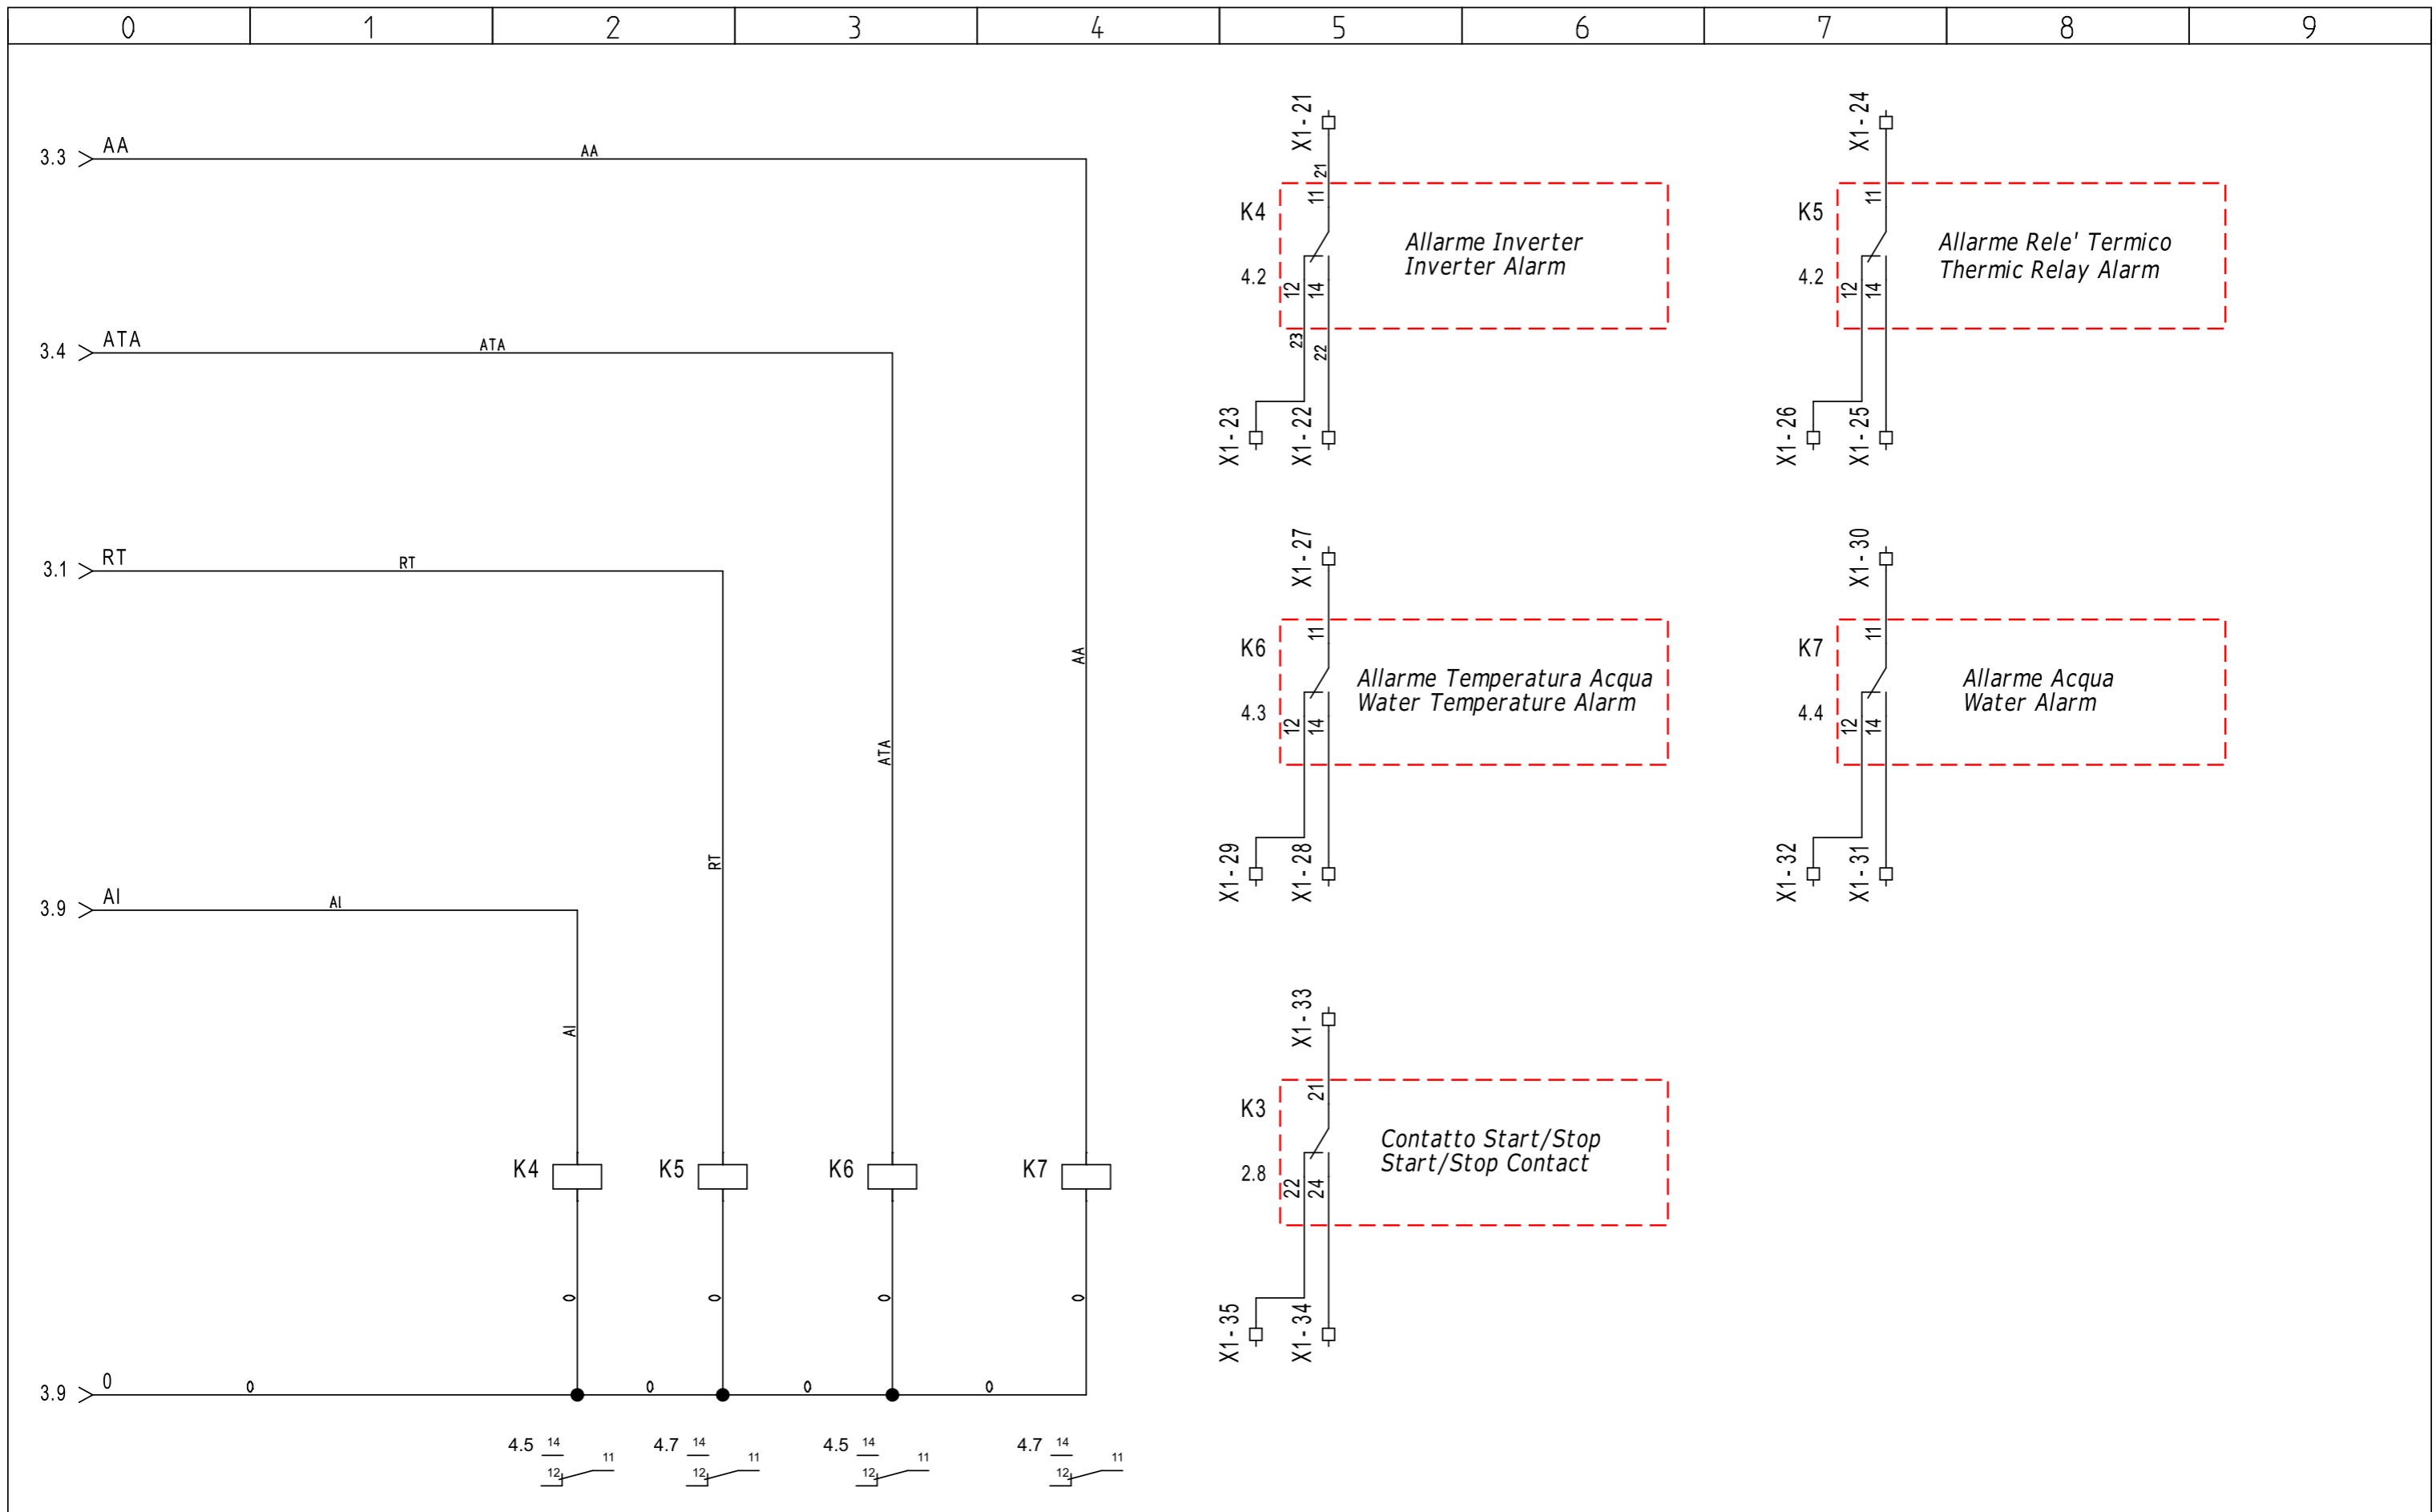 0 1 2 3 4 5 6 7 8 9
3.3 AA AA
AA
3.4 ATA ATA
ATA
3.1 RT RT
RT
3.9 AI AI
AI
K4 K5 K6 K7
0 0 0 0
3.9 0 0 0 0 0
4.5 14 12 11
4.7 14 12 11
4.5 14 12 11
4.7 14 12 11
X1-21
21
11
K4
Allarme Inverter
Inverter Alarm
4.2
12 14
23 22
X1-23 X1-22
X1-24
11
K5
Allarme Rele' Termico
Thermic Relay Alarm
4.2
12 14
X1-26 X1-25
X1-27
11
K6
Allarme Temperatura Acqua
Water Temperature Alarm
4.3
12 14
X1-29 X1-28
X1-30
11
K7
Allarme Acqua
Water Alarm
4.4
12 14
X1-32 X1-31
X1-33
21
K3
Contatto Start/Stop
Start/Stop Contact
2.8
22 24
X1-35 X1-34